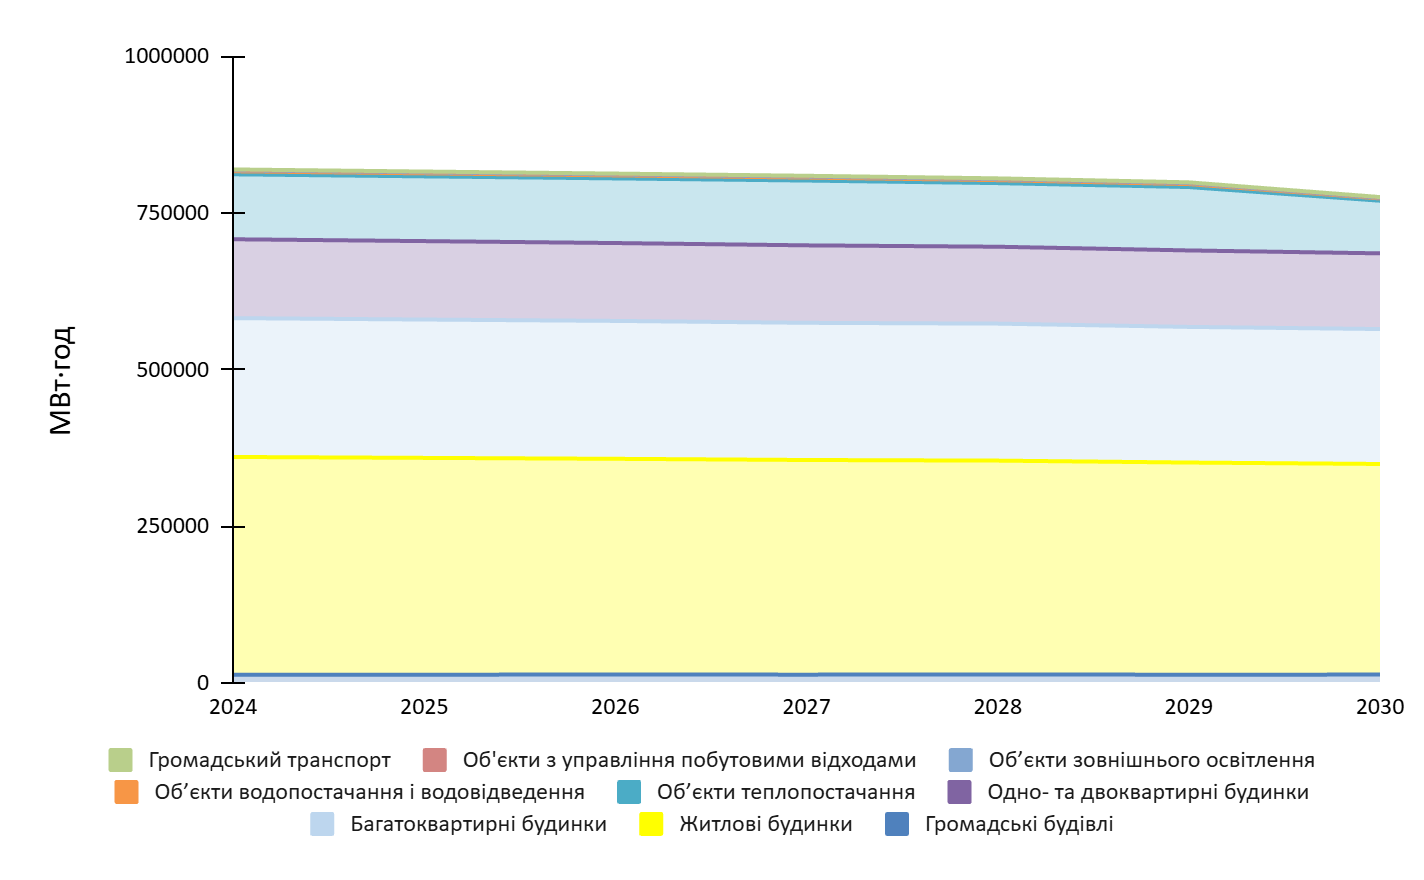 1000000
750000
500000
250000
0
МВт·год
2024 2025 2026 2027 2028 2029 2030
Громадський транспорт Об'єкти з управління побутовими відходами Об’єкти зовнішнього освітлення
Об’єкти водопостачання і водовідведення Об’єкти теплопостачання Одно- та двоквартирні будинки
Багатоквартирні будинки Житлові будинки Громадські будівлі